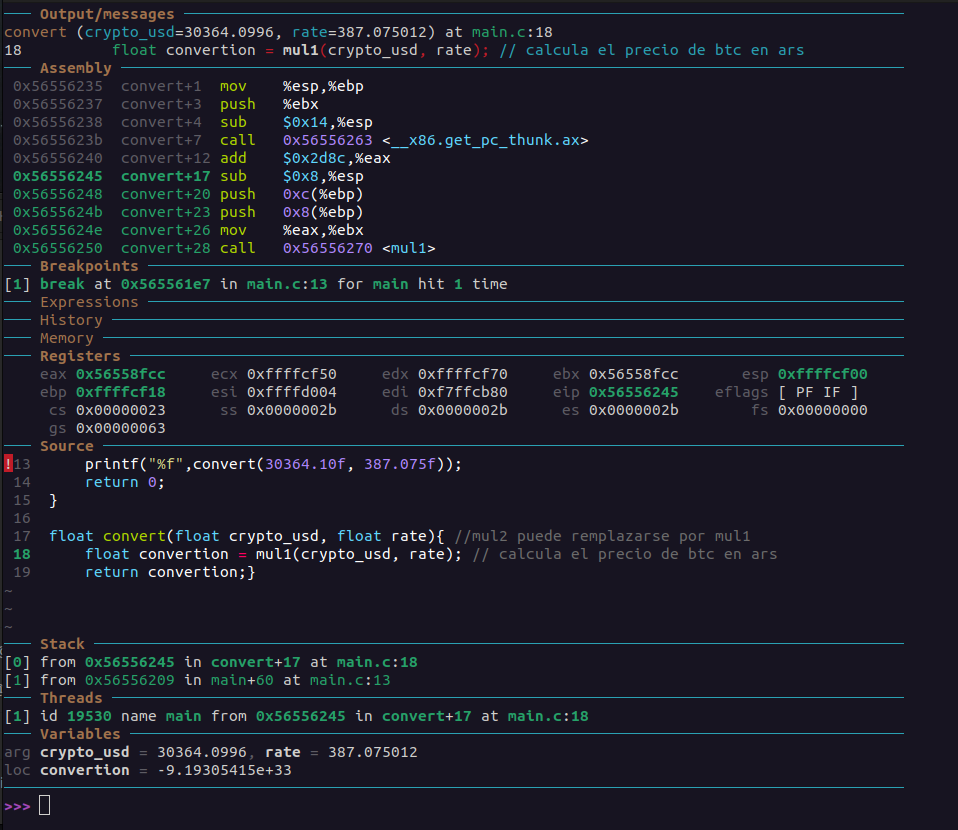 Output/messages
convert (crypto_usd=30364.0996, rate=387.075012) at main.c:18
18          float convertion = mul1(crypto_usd, rate); // calcula el precio de btc en ars
Assembly
0x56556235  convert+1  mov    %esp,%ebp
0x56556237  convert+3  push   %ebx
0x56556238  convert+4  sub    $0x14,%esp
0x5655623b  convert+7  call   0x56556263 <__x86.get_pc_thunk.ax>
0x56556240  convert+12 add    $0x2d8c,%eax
0x56556245  convert+17 sub    $0x8,%esp
0x56556248  convert+20 push   0xc(%ebp)
0x5655624b  convert+23 push   0x8(%ebp)
0x5655624e  convert+26 mov    %eax,%ebx
0x56556250  convert+28 call   0x56556270 <mul1>
Breakpoints
[1] break at 0x565561e7 in main.c:13 for main hit 1 time
Expressions
History
Memory
Registers
eax 0x56558fcc     ecx 0xffffcf50     edx 0xffffcf70     ebx 0x56558fcc     esp 0xffffcf00
ebp 0xffffcf18     esi 0xffffd004     edi 0xf7ffcb80     eip 0x56556245  eflags [ PF IF ]
cs 0x00000023      ss 0x0000002b      ds 0x0000002b      es 0x0000002b      fs 0x00000000
gs 0x00000063
Source
!13      printf("%f",convert(30364.10f, 387.075f));
14      return 0;
15  }
16
17  float convert(float crypto_usd, float rate){ //mul2 puede remplazarse por mul1
18      float convertion = mul1(crypto_usd, rate); // calcula el precio de btc en ars
19      return convertion;}
~
~
~
Stack
[0] from 0x56556245 in convert+17 at main.c:18
[1] from 0x56556209 in main+60 at main.c:13
Threads
[1] id 19530 name main from 0x56556245 in convert+17 at main.c:18
Variables
arg crypto_usd = 30364.0996, rate = 387.075012
loc convertion = -9.19305415e+33
>>>